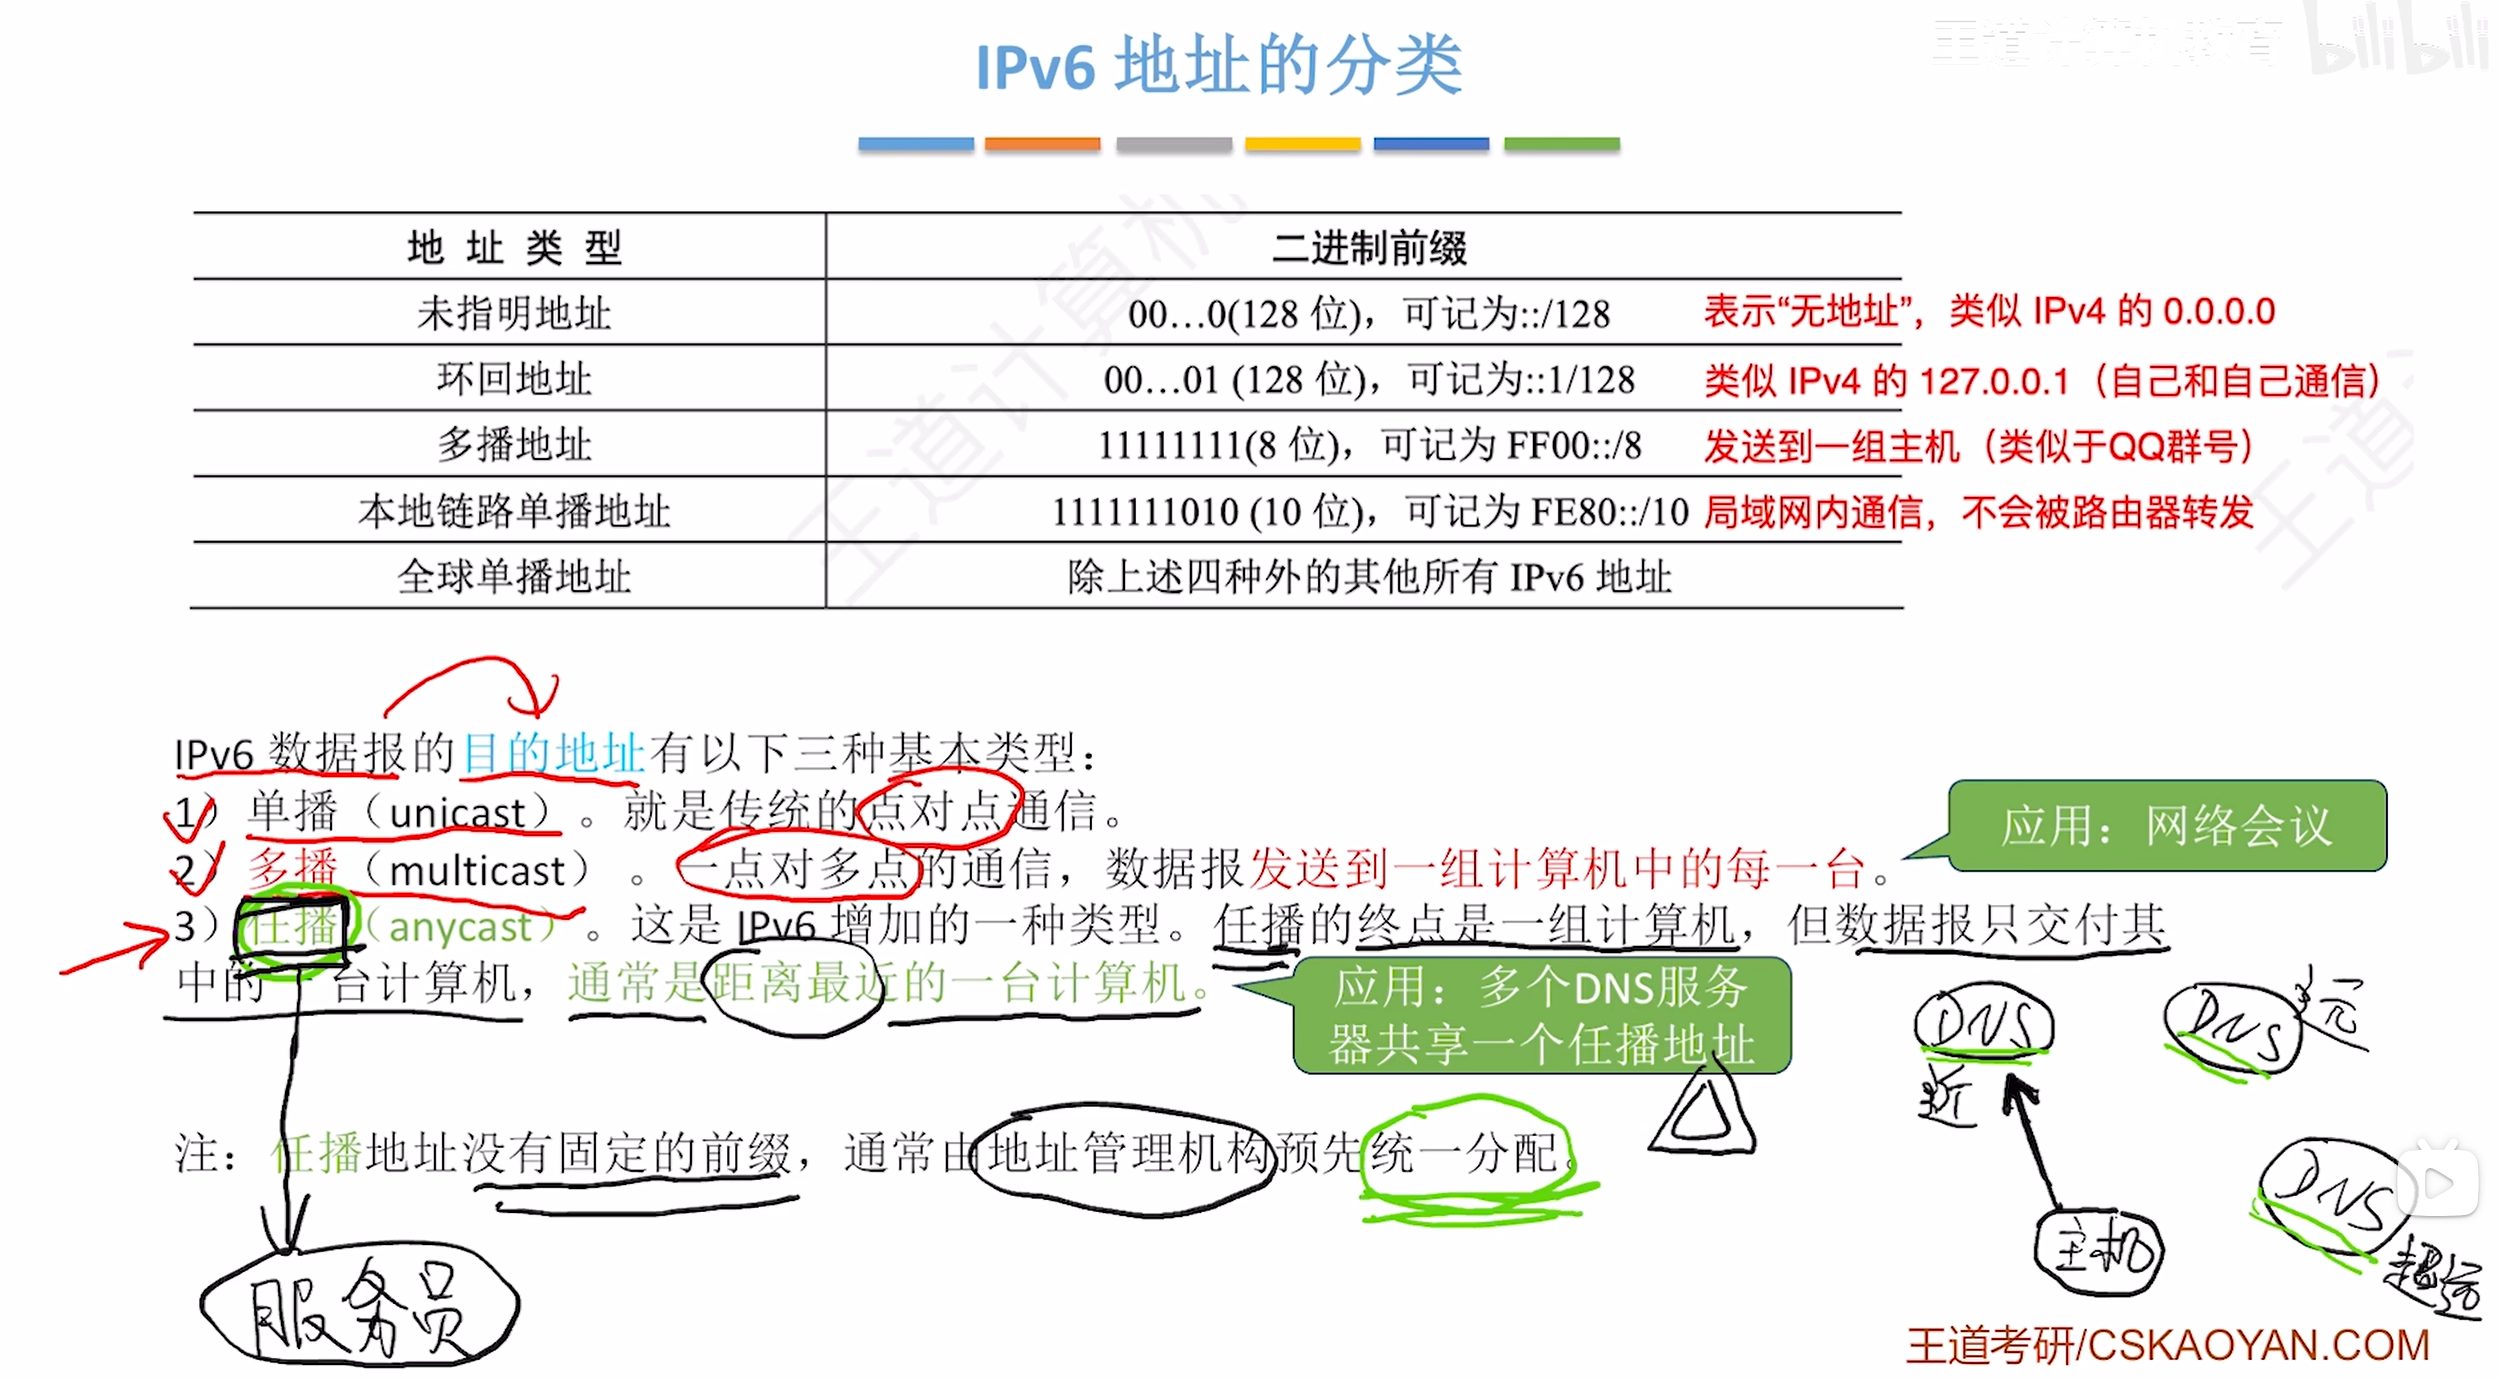 王道计算机教育 bilibili
IPv6 地址的分类
地 址 类 型 二进制前缀
未指明地址 00…0(128 位)，可记为::/128 表示“无地址”，类似 IPv4 的 0.0.0.0
环回地址 00…01 (128 位)，可记为::1/128 类似 IPv4 的 127.0.0.1（自己和自己通信）
多播地址 11111111(8 位)，可记为 FF00::/8 发送到一组主机（类似于QQ群号）
本地链路单播地址 1111111010 (10 位)，可记为 FE80::/10 局域网内通信，不会被路由器转发
全球单播地址 除上述四种外的其他所有 IPv6 地址
王道计算机
王道
IPv6 数据报的目的地址有以下三种基本类型：
1）单播（unicast）。就是传统的点对点通信。
应用：网络会议
2）多播（multicast）。一点对多点的通信，数据报发送到一组计算机中的每一台。
3）任播（anycast）。这是 IPv6 增加的一种类型。任播的终点是一组计算机，但数据报只交付其
中的一台计算机，通常是距离最近的一台计算机。
应用：多个DNS服务
器共享一个任播地址
DNS
近
DNS
注：任播地址没有固定的前缀，通常由地址管理机构预先统一分配。
DNS
超远
主机
服务员
王道考研/CSKAOYAN.COM